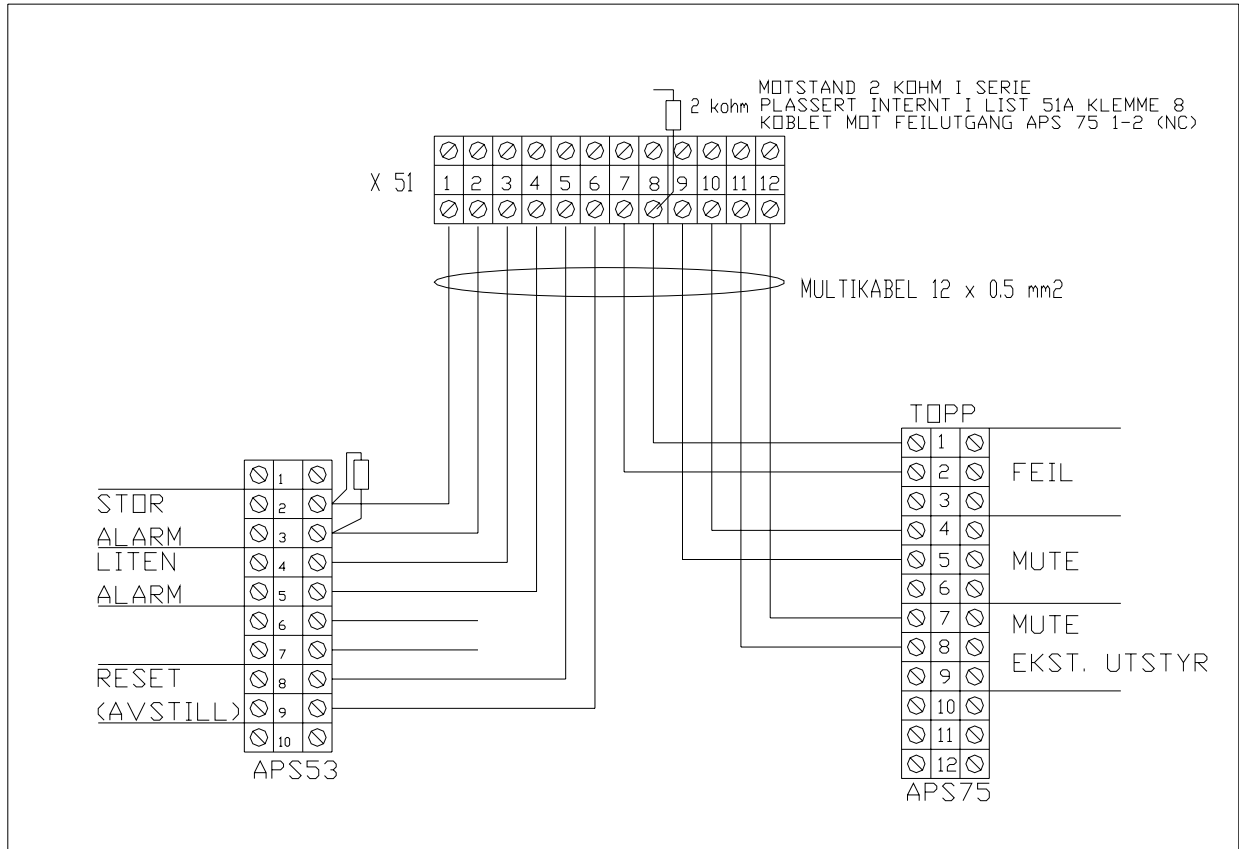 MOTSTAND 2 KOHM I SERIE
2 kohm PLASSERT INTERNT I LIST 51A KLEMME 8
KOBLET MOT FEILUTGANG APS 75 1-2 (NC)
X 51 1 2 3 4 5 6 7 8 9 10 11 12
MULTIKABEL 12 x 0.5 mm2
TOPP
1
2 FEIL
3
4
5 MUTE
6
7 MUTE
8 EKST. UTSTYR
9
10
11
12
APS75
1
STOR 2
ALARM 3
LITEN 4
ALARM 5
6
7
RESET 8
(AVSTILL) 9
10
APS53